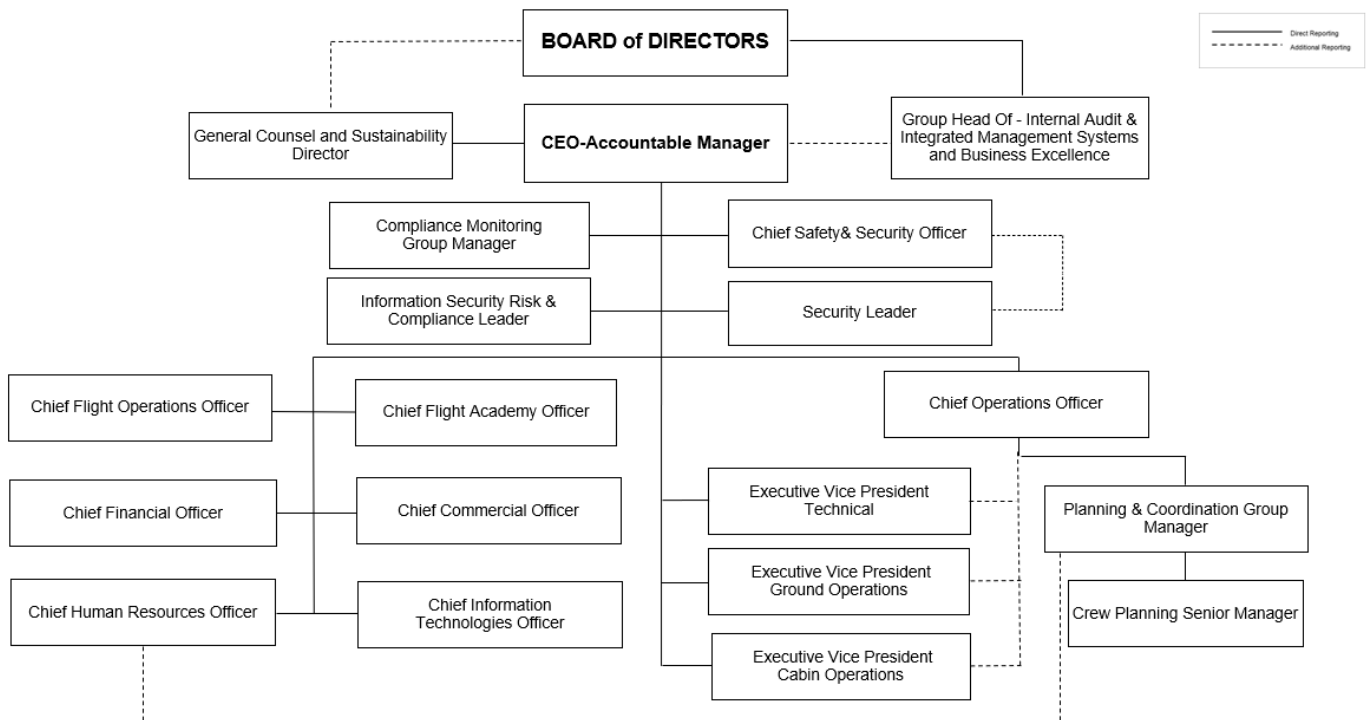 BOARD of DIRECTORS
Direct Reporting
Additional Reporting
General Counsel and Sustainability
Director
CEO-Accountable Manager
Group Head Of - Internal Audit &
Integrated Management Systems
and Business Excellence
Compliance Monitoring
Group Manager
Chief Safety& Security Officer
Information Security Risk &
Compliance Leader
Security Leader
Chief Flight Operations Officer
Chief Flight Academy Officer
Chief Operations Officer
Chief Financial Officer
Chief Commercial Officer
Executive Vice President
Technical
Planning & Coordination Group
Manager
Chief Human Resources Officer
Chief Information
Technologies Officer
Executive Vice President
Ground Operations
Crew Planning Senior Manager
Executive Vice President
Cabin Operations